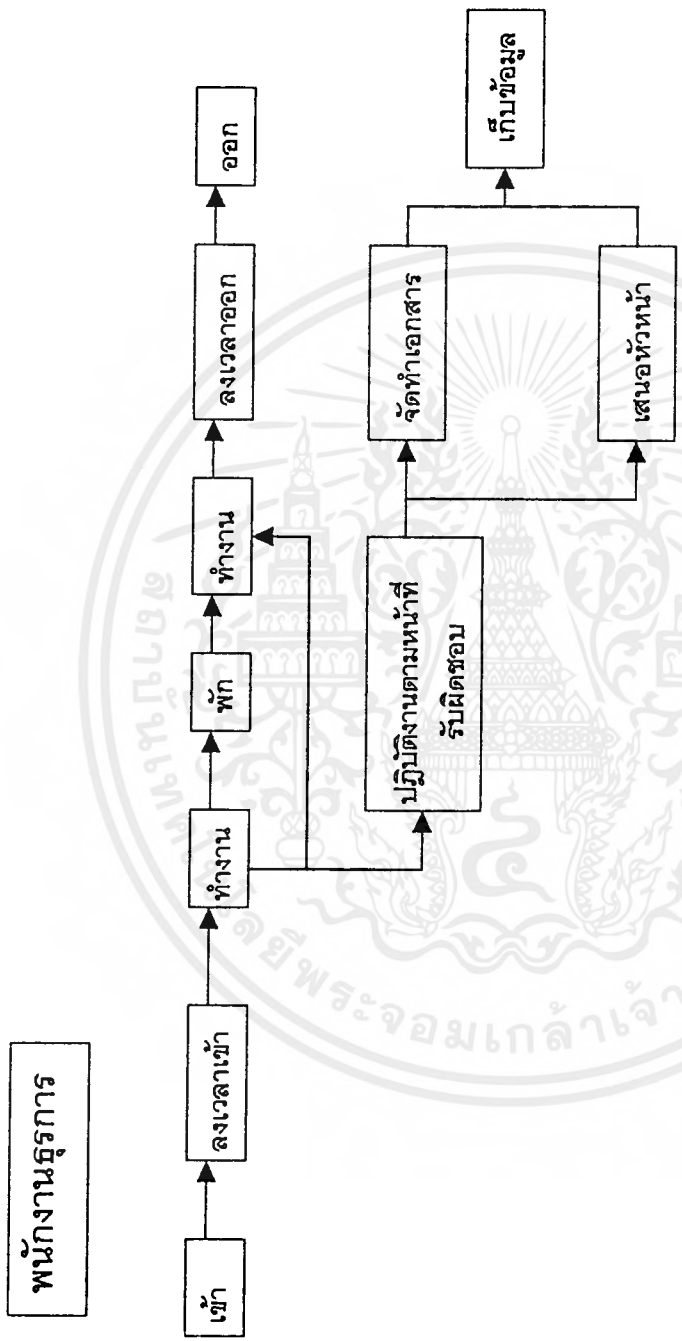 พนักงานธุรการ
เข้า
ลงเวลาเข้า
ทำงาน
พัก
ทำงาน
ลงเวลาออก
ออก
ปฏิบัติงานตามหน้าที่
รับผิดชอบ
จัดทำเอกสาร
เสนอหัวหน้า
เก็บข้อมูล